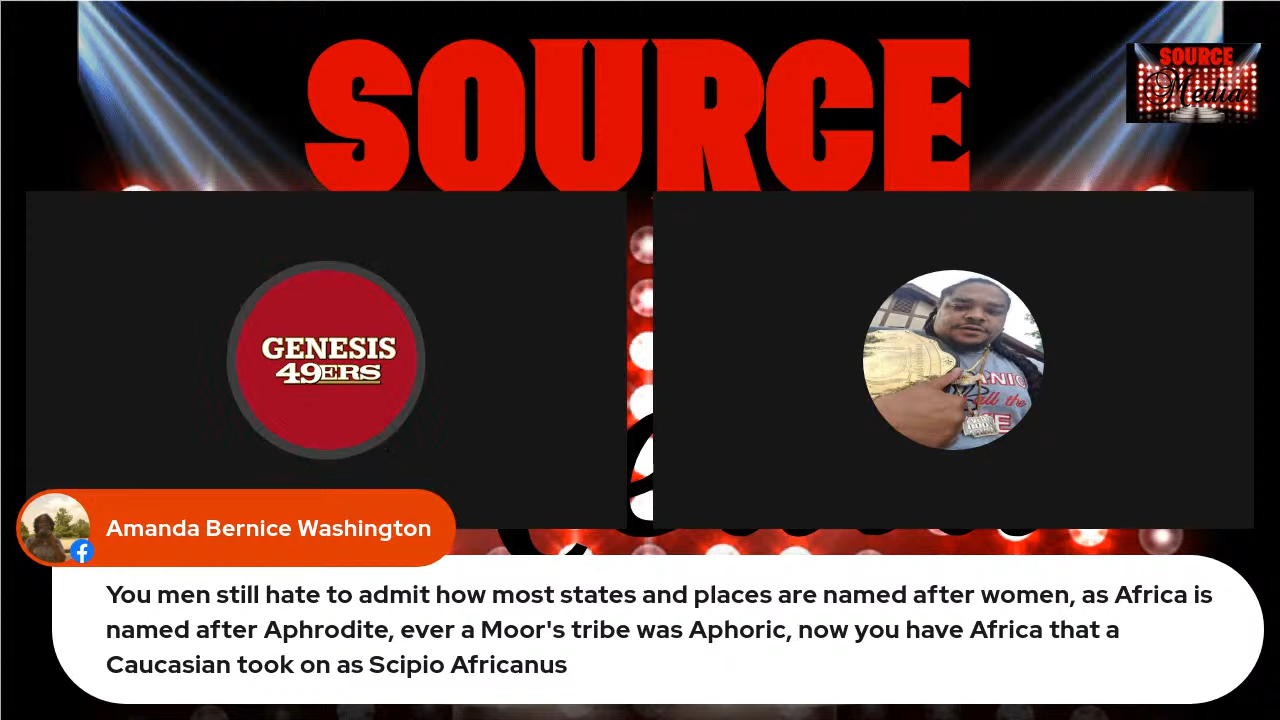 SOURCE
SOURCE
Media
GENESIS
49ERS
all the
Amanda Bernice Washington
You men still hate to admit how most states and places are named after women, as Africa is
named after Aphrodite, ever a Moor's tribe was Aphoric, now you have Africa that a
Caucasian took on as Scipio Africanus